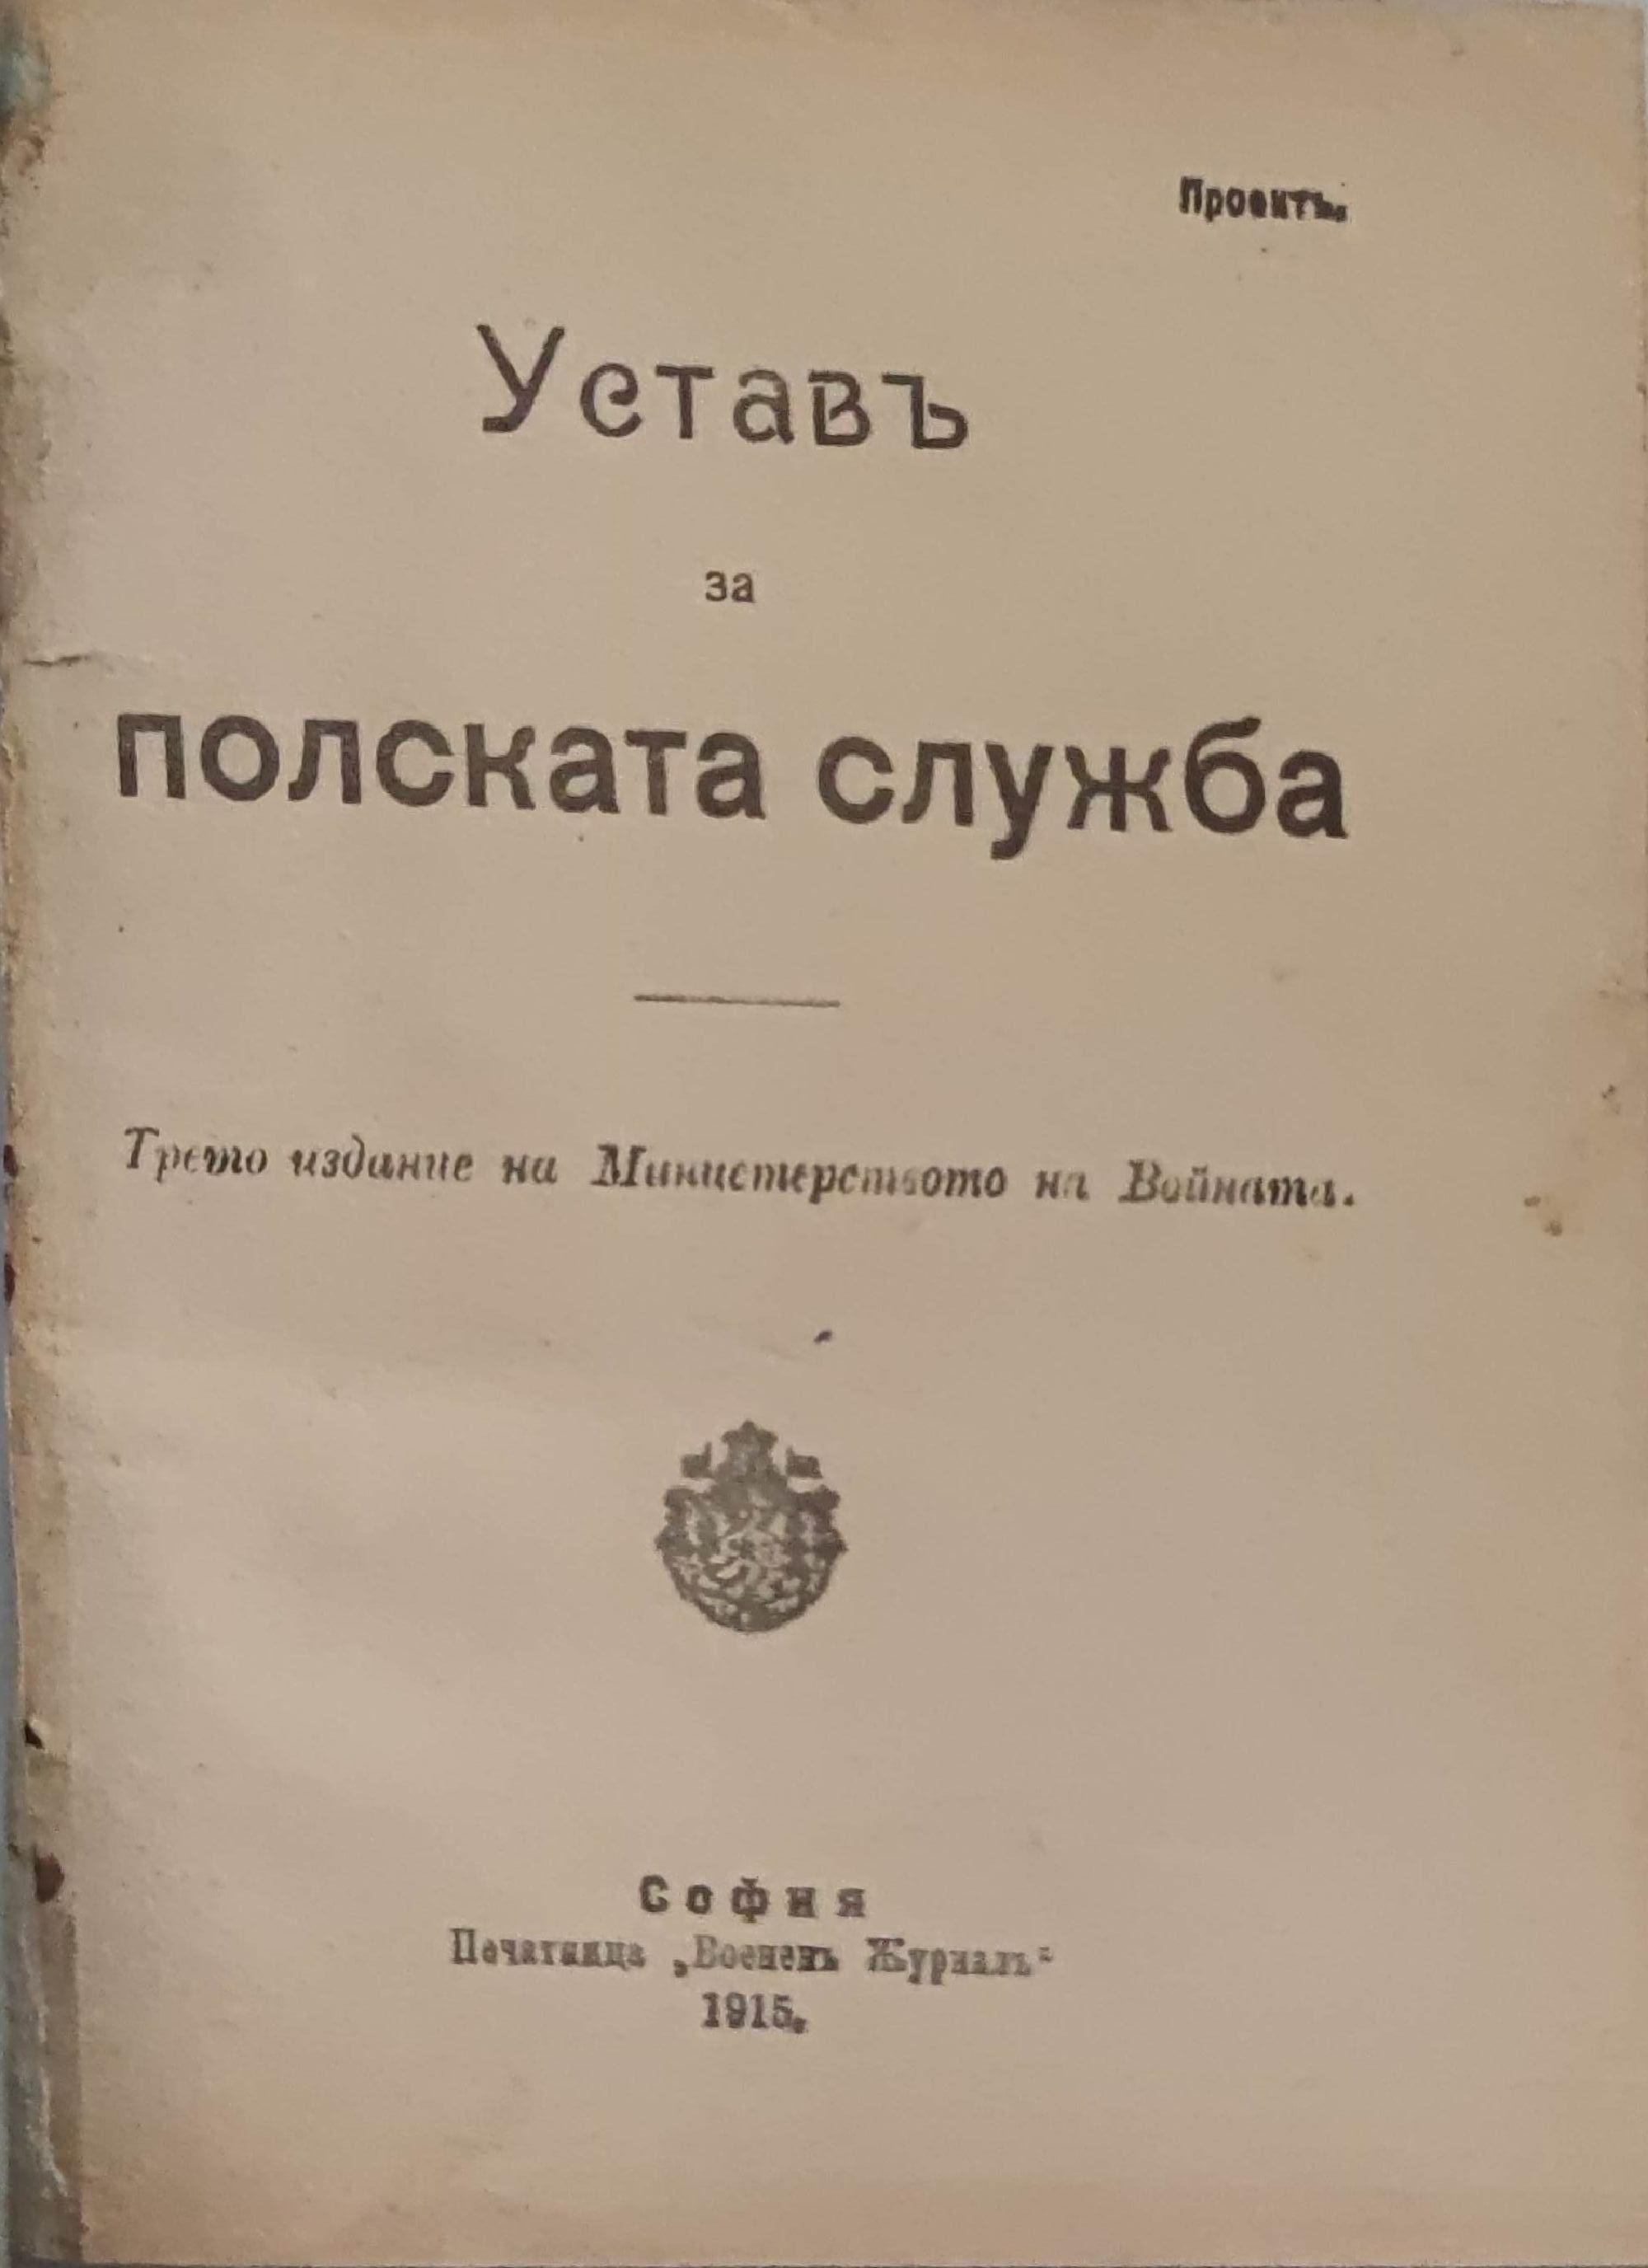 Проектъ.
Уставъ
за
полската служба
Трето издание на Министерството на Войната.
София
Печатница „Воененъ Журналъ“
1915.